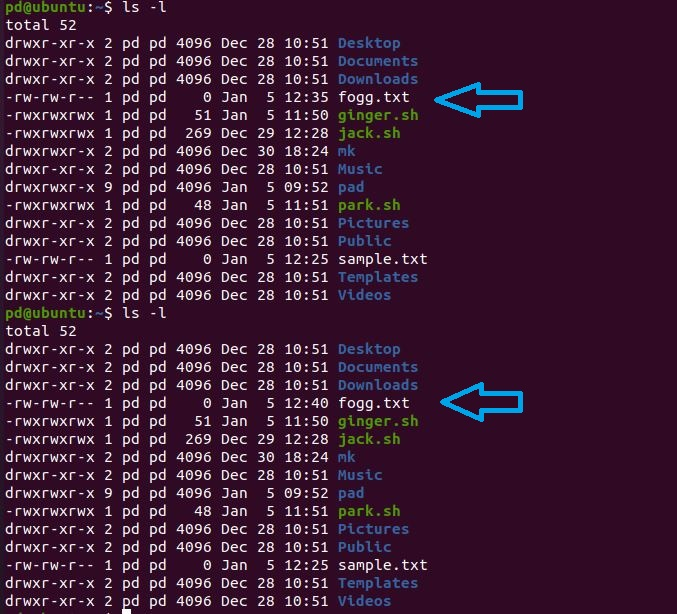 pd@ubuntu:~$ ls -l
total 52
drwxr-xr-x 2 pd pd 4096 Dec 28 10:51 Desktop
drwxr-xr-x 2 pd pd 4096 Dec 28 10:51 Documents
drwxr-xr-x 2 pd pd 4096 Dec 28 10:51 Downloads
-rw-rw-r-- 1 pd pd    0 Jan  5 12:35 fogg.txt
-rwxrwxrwx 1 pd pd   51 Jan  5 11:50 ginger.sh
-rwxrwxrwx 1 pd pd  269 Dec 29 12:28 jack.sh
drwxrwxr-x 2 pd pd 4096 Dec 30 18:24 mk
drwxr-xr-x 2 pd pd 4096 Dec 28 10:51 Music
drwxrwxr-x 9 pd pd 4096 Jan  5 09:52 pad
-rwxrwxrwx 1 pd pd   48 Jan  5 11:51 park.sh
drwxr-xr-x 2 pd pd 4096 Dec 28 10:51 Pictures
drwxr-xr-x 2 pd pd 4096 Dec 28 10:51 Public
-rw-rw-r-- 1 pd pd    0 Jan  5 12:25 sample.txt
drwxr-xr-x 2 pd pd 4096 Dec 28 10:51 Templates
drwxr-xr-x 2 pd pd 4096 Dec 28 10:51 Videos
pd@ubuntu:~$ ls -l
total 52
drwxr-xr-x 2 pd pd 4096 Dec 28 10:51 Desktop
drwxr-xr-x 2 pd pd 4096 Dec 28 10:51 Documents
drwxr-xr-x 2 pd pd 4096 Dec 28 10:51 Downloads
-rw-rw-r-- 1 pd pd    0 Jan  5 12:40 fogg.txt
-rwxrwxrwx 1 pd pd   51 Jan  5 11:50 ginger.sh
-rwxrwxrwx 1 pd pd  269 Dec 29 12:28 jack.sh
drwxrwxr-x 2 pd pd 4096 Dec 30 18:24 mk
drwxr-xr-x 2 pd pd 4096 Dec 28 10:51 Music
drwxrwxr-x 9 pd pd 4096 Jan  5 09:52 pad
-rwxrwxrwx 1 pd pd   48 Jan  5 11:51 park.sh
drwxr-xr-x 2 pd pd 4096 Dec 28 10:51 Pictures
drwxr-xr-x 2 pd pd 4096 Dec 28 10:51 Public
-rw-rw-r-- 1 pd pd    0 Jan  5 12:25 sample.txt
drwxr-xr-x 2 pd pd 4096 Dec 28 10:51 Templates
drwxr-xr-x 2 pd pd 4096 Dec 28 10:51 Videos